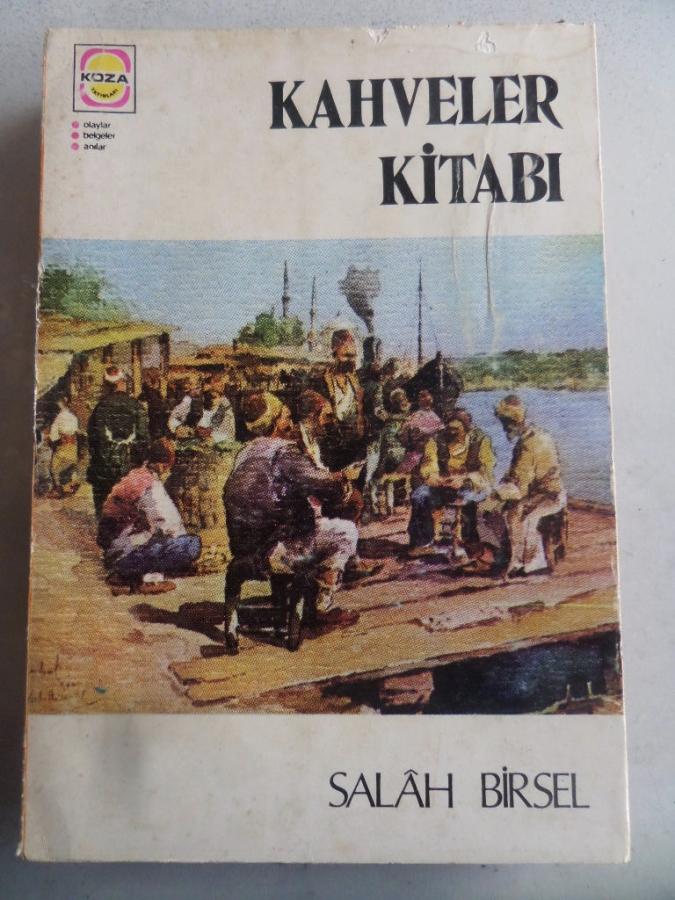 KOZA
YAYINLARI
olaylar
belgeler
anılar
KAHVELER
KİTABI
SALÂH BİRSEL